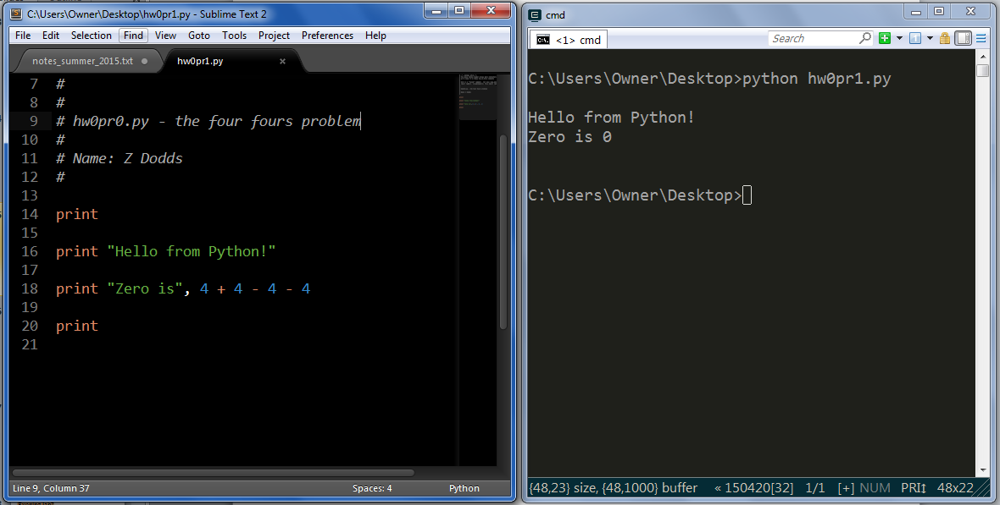 C:\Users\Owner\Desktop\hw0pr1.py - Sublime Text 2
File Edit Selection Find View Goto Tools Project Preferences Help
notes_summer_2015.txt hw0pr1.py
7 #
8 #
9 # hw0pr0.py - the four fours problem
10 #
11 # Name: Z Dodds
12 #
13
14 print
15
16 print "Hello from Python!"
17
18 print "Zero is", 4 + 4 - 4 - 4
19
20 print
21
Line 9, Column 37 Spaces: 4 Python
cmd
<1> cmd Search
C:\Users\Owner\Desktop>python hw0pr1.py
Hello from Python!
Zero is 0
C:\Users\Owner\Desktop>
{48,23} size, {48,1000} buffer « 150420[32] 1/1 [+] NUM PRI↕ 48x22